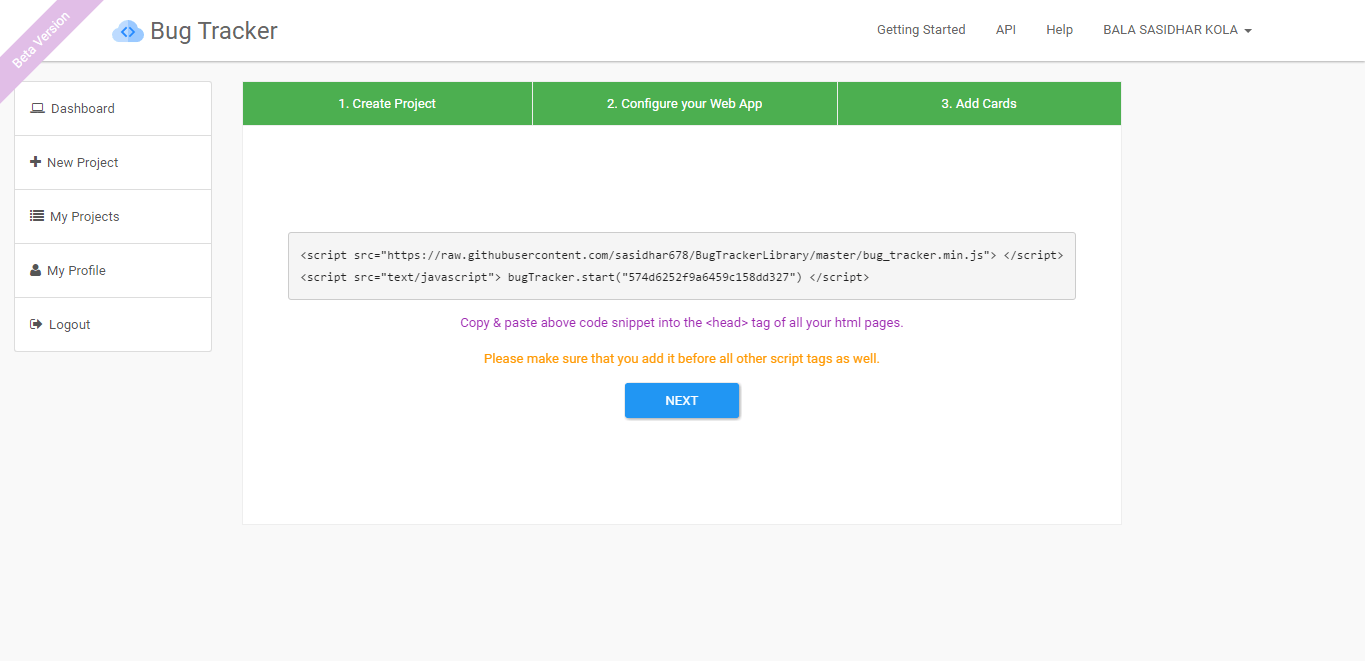 Beta Version
Bug Tracker
Getting Started
API
Help
BALA SASIDHAR KOLA
Dashboard
New Project
My Projects
My Profile
Logout
1. Create Project
2. Configure your Web App
3. Add Cards
<script src="https://raw.githubusercontent.com/sasidhar678/BugTrackerLibrary/master/bug_tracker.min.js"> </script>
<script src="text/javascript"> bugTracker.start("574d6252f9a6459c158dd327") </script>
Copy & paste above code snippet into the <head> tag of all your html pages.
Please make sure that you add it before all other script tags as well.
NEXT